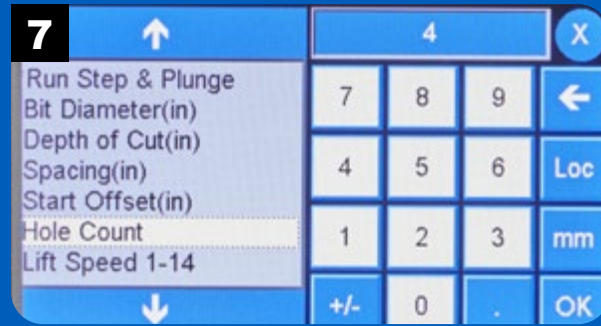 7
4
X
Run Step & Plunge
Bit Diameter(in)
Depth of Cut(in)
Spacing(in)
Start Offset(in)
Hole Count
Lift Speed 1-14
7 8 9
4 5 6 Loc
1 2 3 mm
+/- 0 . OK